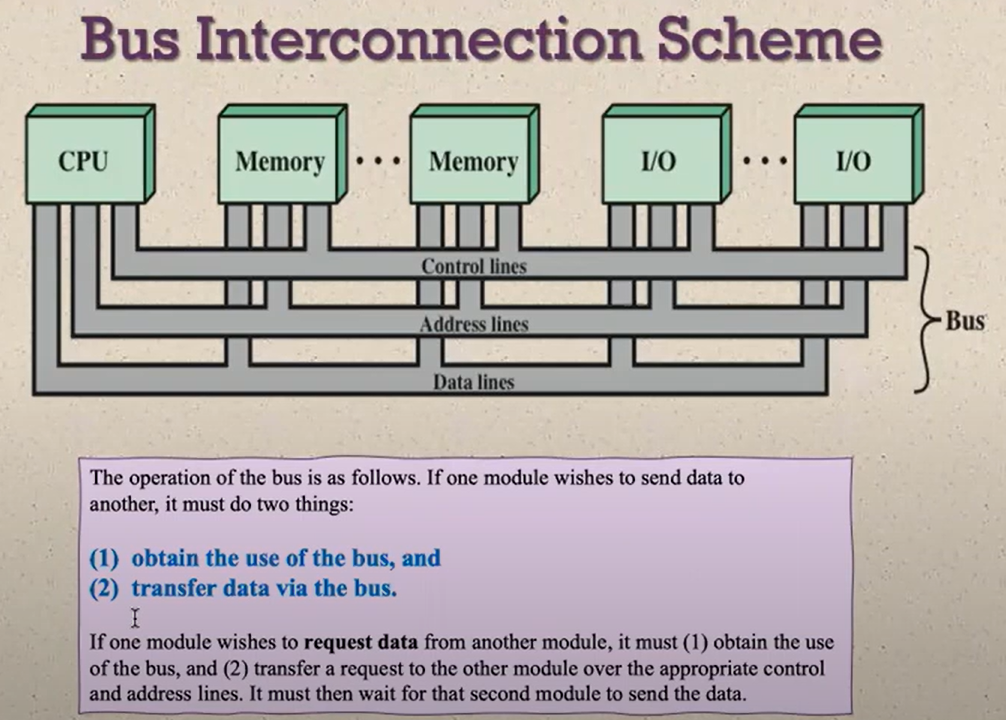 Bus Interconnection Scheme
CPU
Memory
• • •
Memory
I/O
• • •
I/O
Control lines
Address lines
Bus
Data lines
The operation of the bus is as follows. If one module wishes to send data to
another, it must do two things:
(1) obtain the use of the bus, and
(2) transfer data via the bus.
If one module wishes to request data from another module, it must (1) obtain the use
of the bus, and (2) transfer a request to the other module over the appropriate control
and address lines. It must then wait for that second module to send the data.